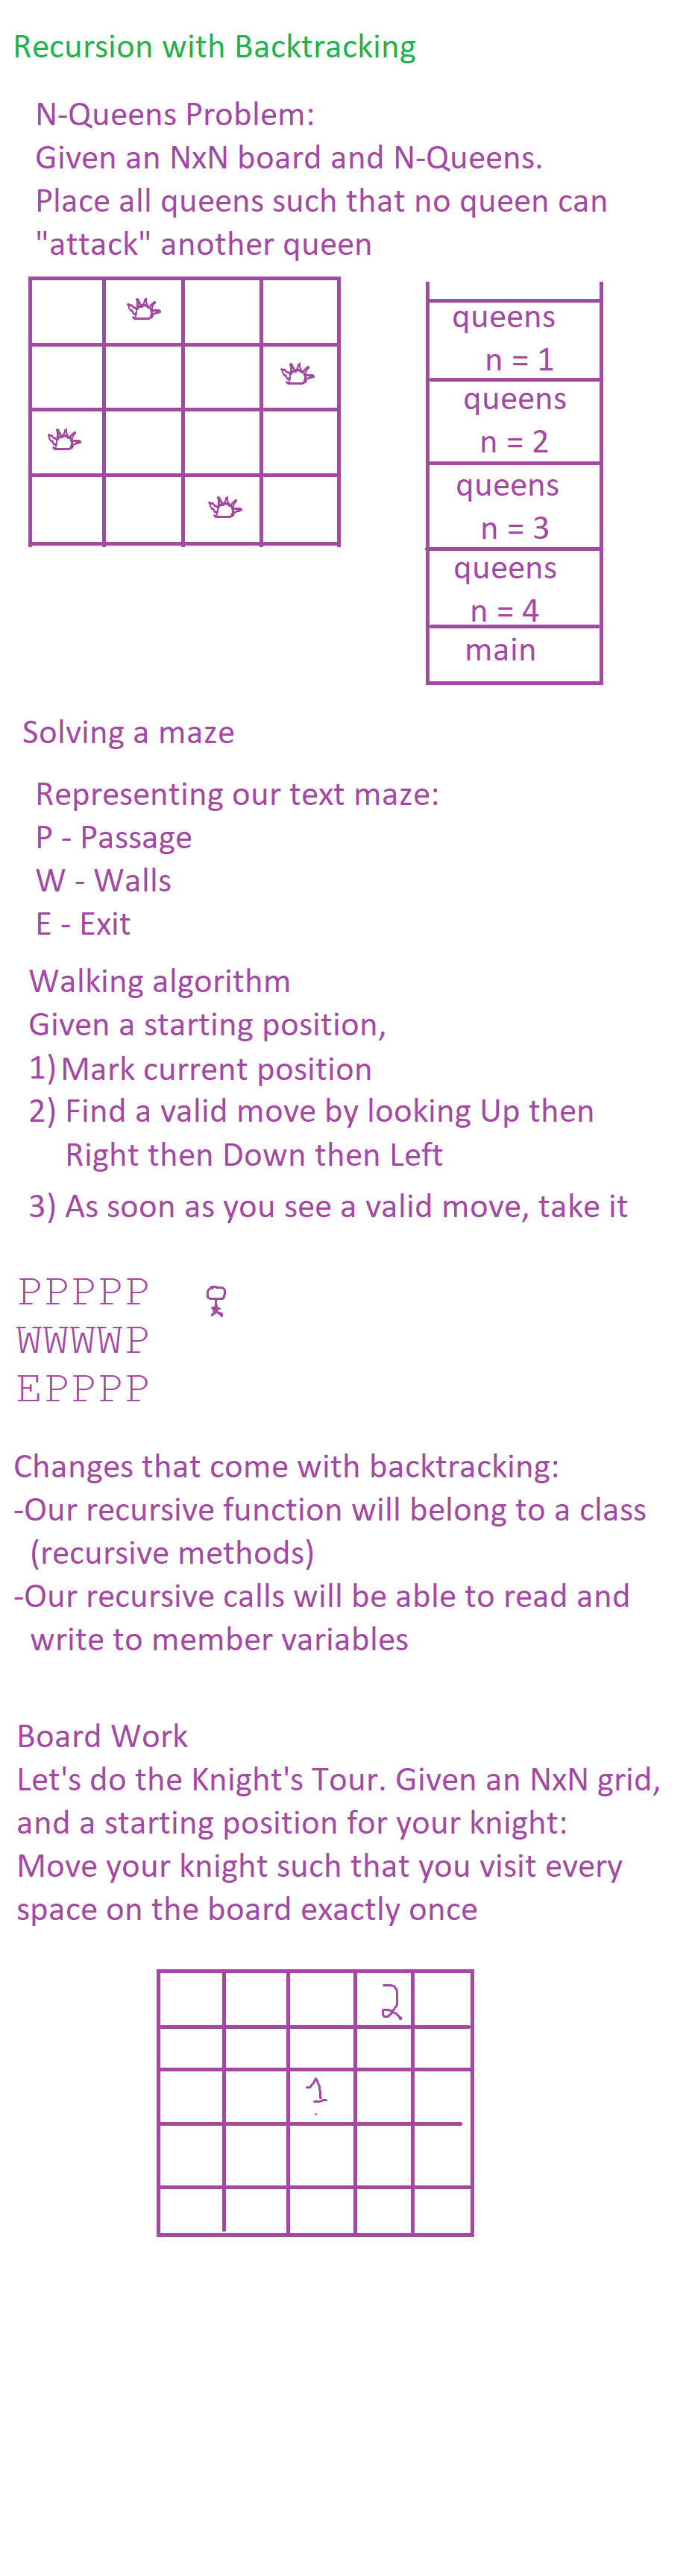 Recursion with Backtracking
N-Queens Problem:
Given an NxN board and N-Queens.
Place all queens such that no queen can
"attack" another queen
queens
n = 1
queens
n = 2
queens
n = 3
queens
n = 4
main
Solving a maze
Representing our text maze:
P - Passage
W - Walls
E - Exit
Walking algorithm
Given a starting position,
1) Mark current position
2) Find a valid move by looking Up then
Right then Down then Left
3) As soon as you see a valid move, take it
PPPPP
WWWWP
EPPPP
Changes that come with backtracking:
-Our recursive function will belong to a class
(recursive methods)
-Our recursive calls will be able to read and
write to member variables
Board Work
Let's do the Knight's Tour. Given an NxN grid,
and a starting position for your knight:
Move your knight such that you visit every
space on the board exactly once
2
1